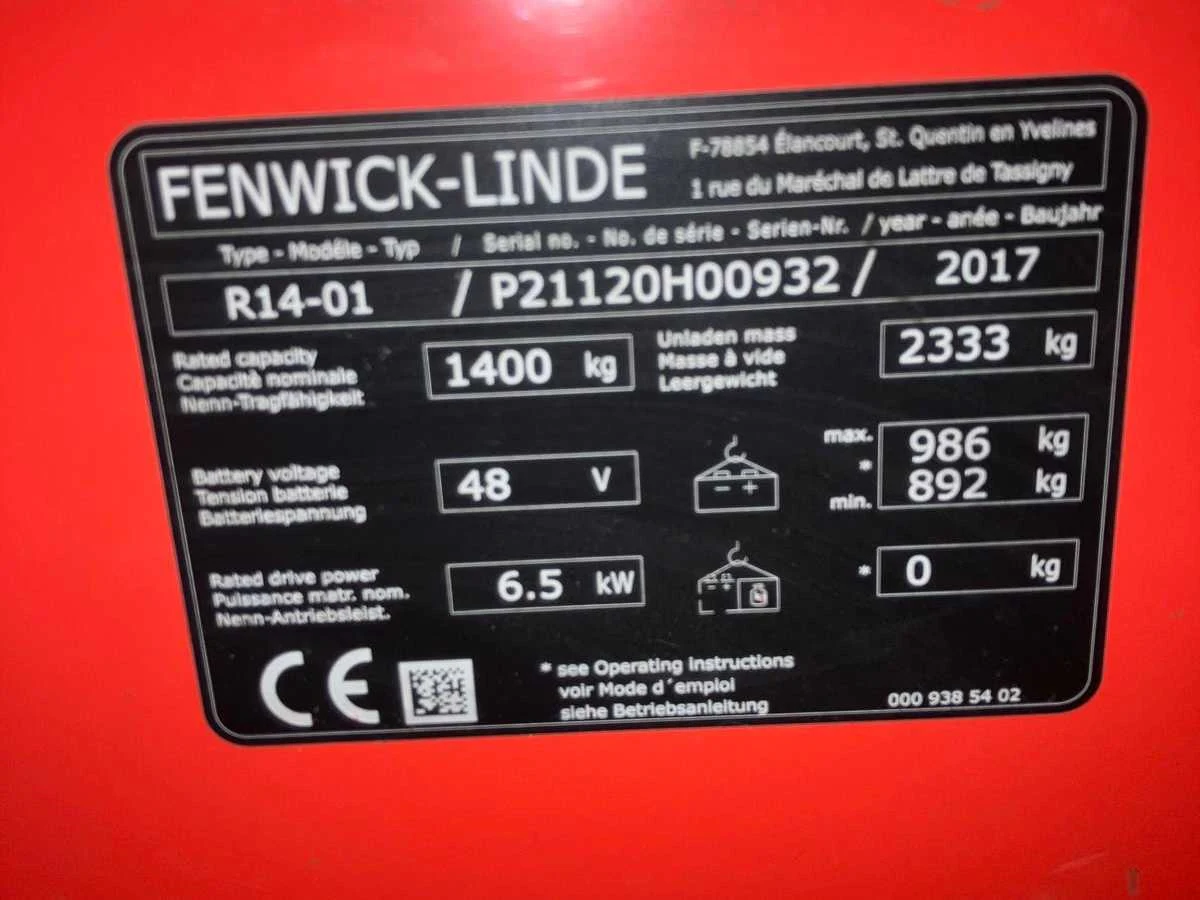 FENWICK-LINDE
F-78854 Élancourt, St. Quentin en Yvelines
1 rue du Maréchal de Lattre de Tassigny
Type - Modéle - Typ / Serial no. - No. de série - Serien-Nr. / year - anée - Baujahr
R14-01 / P21120H00932 / 2017
Rated capacity
Capacité nominale
Nenn-Tragfähigkeit
1400 kg
Unladen mass
Masse à vide
Leergewicht
2333 kg
Battery voltage
Tension batterie
Batteriespannung
48 V
max.
*
min.
986 kg
892 kg
Rated drive power
Puissance matr. nom.
Nenn-Antriebsleist.
6.5 kW
* 0 kg
CE
* see Operating instructions
voir Mode d´emploi
siehe Betriebsanleitung
000 938 54 02